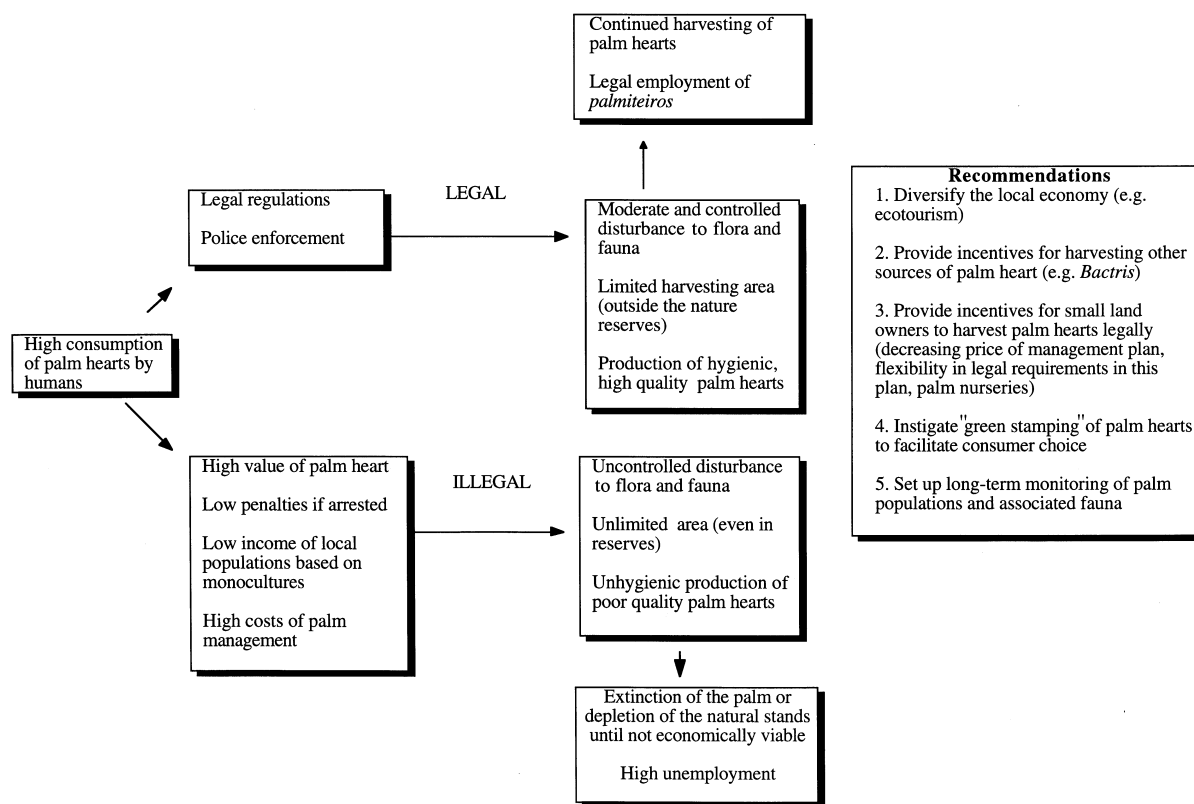 Continued harvesting of
palm hearts
Legal employment of
palmiteiros
Legal regulations
Police enforcement
LEGAL
Moderate and controlled
disturbance to flora and
fauna
Limited harvesting area
(outside the nature
reserves)
Production of hygienic,
high quality palm hearts
High consumption
of palm hearts by
humans
High value of palm heart
Low penalties if arrested
Low income of local
populations based on
monocultures
High costs of palm
management
ILLEGAL
Uncontrolled disturbance
to flora and fauna
Unlimited area (even in
reserves)
Unhygienic production of
poor quality palm hearts
Extinction of the palm or
depletion of the natural stands
until not economically viable
High unemployment
Recommendations
1. Diversify the local economy (e.g.
ecotourism)
2. Provide incentives for harvesting other
sources of palm heart (e.g. Bactris)
3. Provide incentives for small land
owners to harvest palm hearts legally
(decreasing price of management plan,
flexibility in legal requirements in this
plan, palm nurseries)
4. Instigate "green stamping" of palm hearts
to facilitate consumer choice
5. Set up long-term monitoring of palm
populations and associated fauna